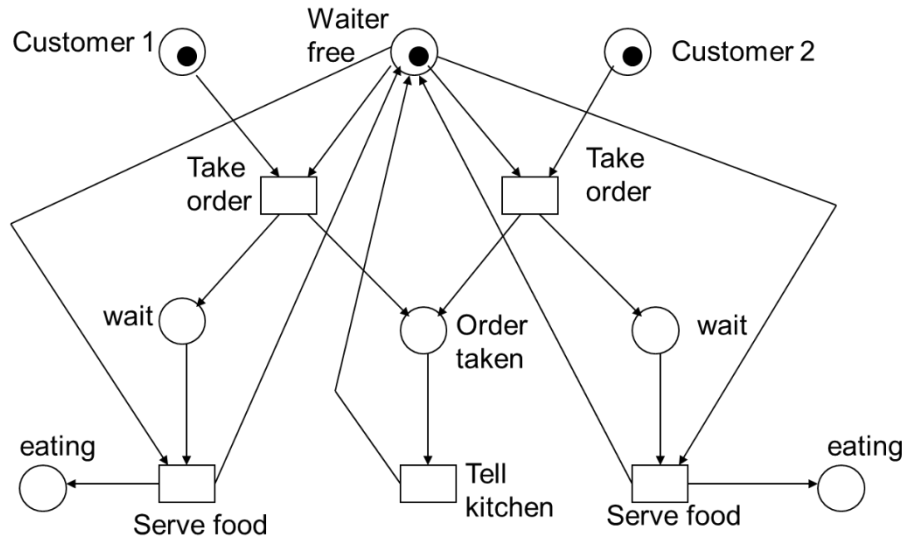 Customer 1
Waiter
free
Customer 2
Take
order
Take
order
wait
Order
taken
wait
eating
Serve food
Tell
kitchen
Serve food
eating